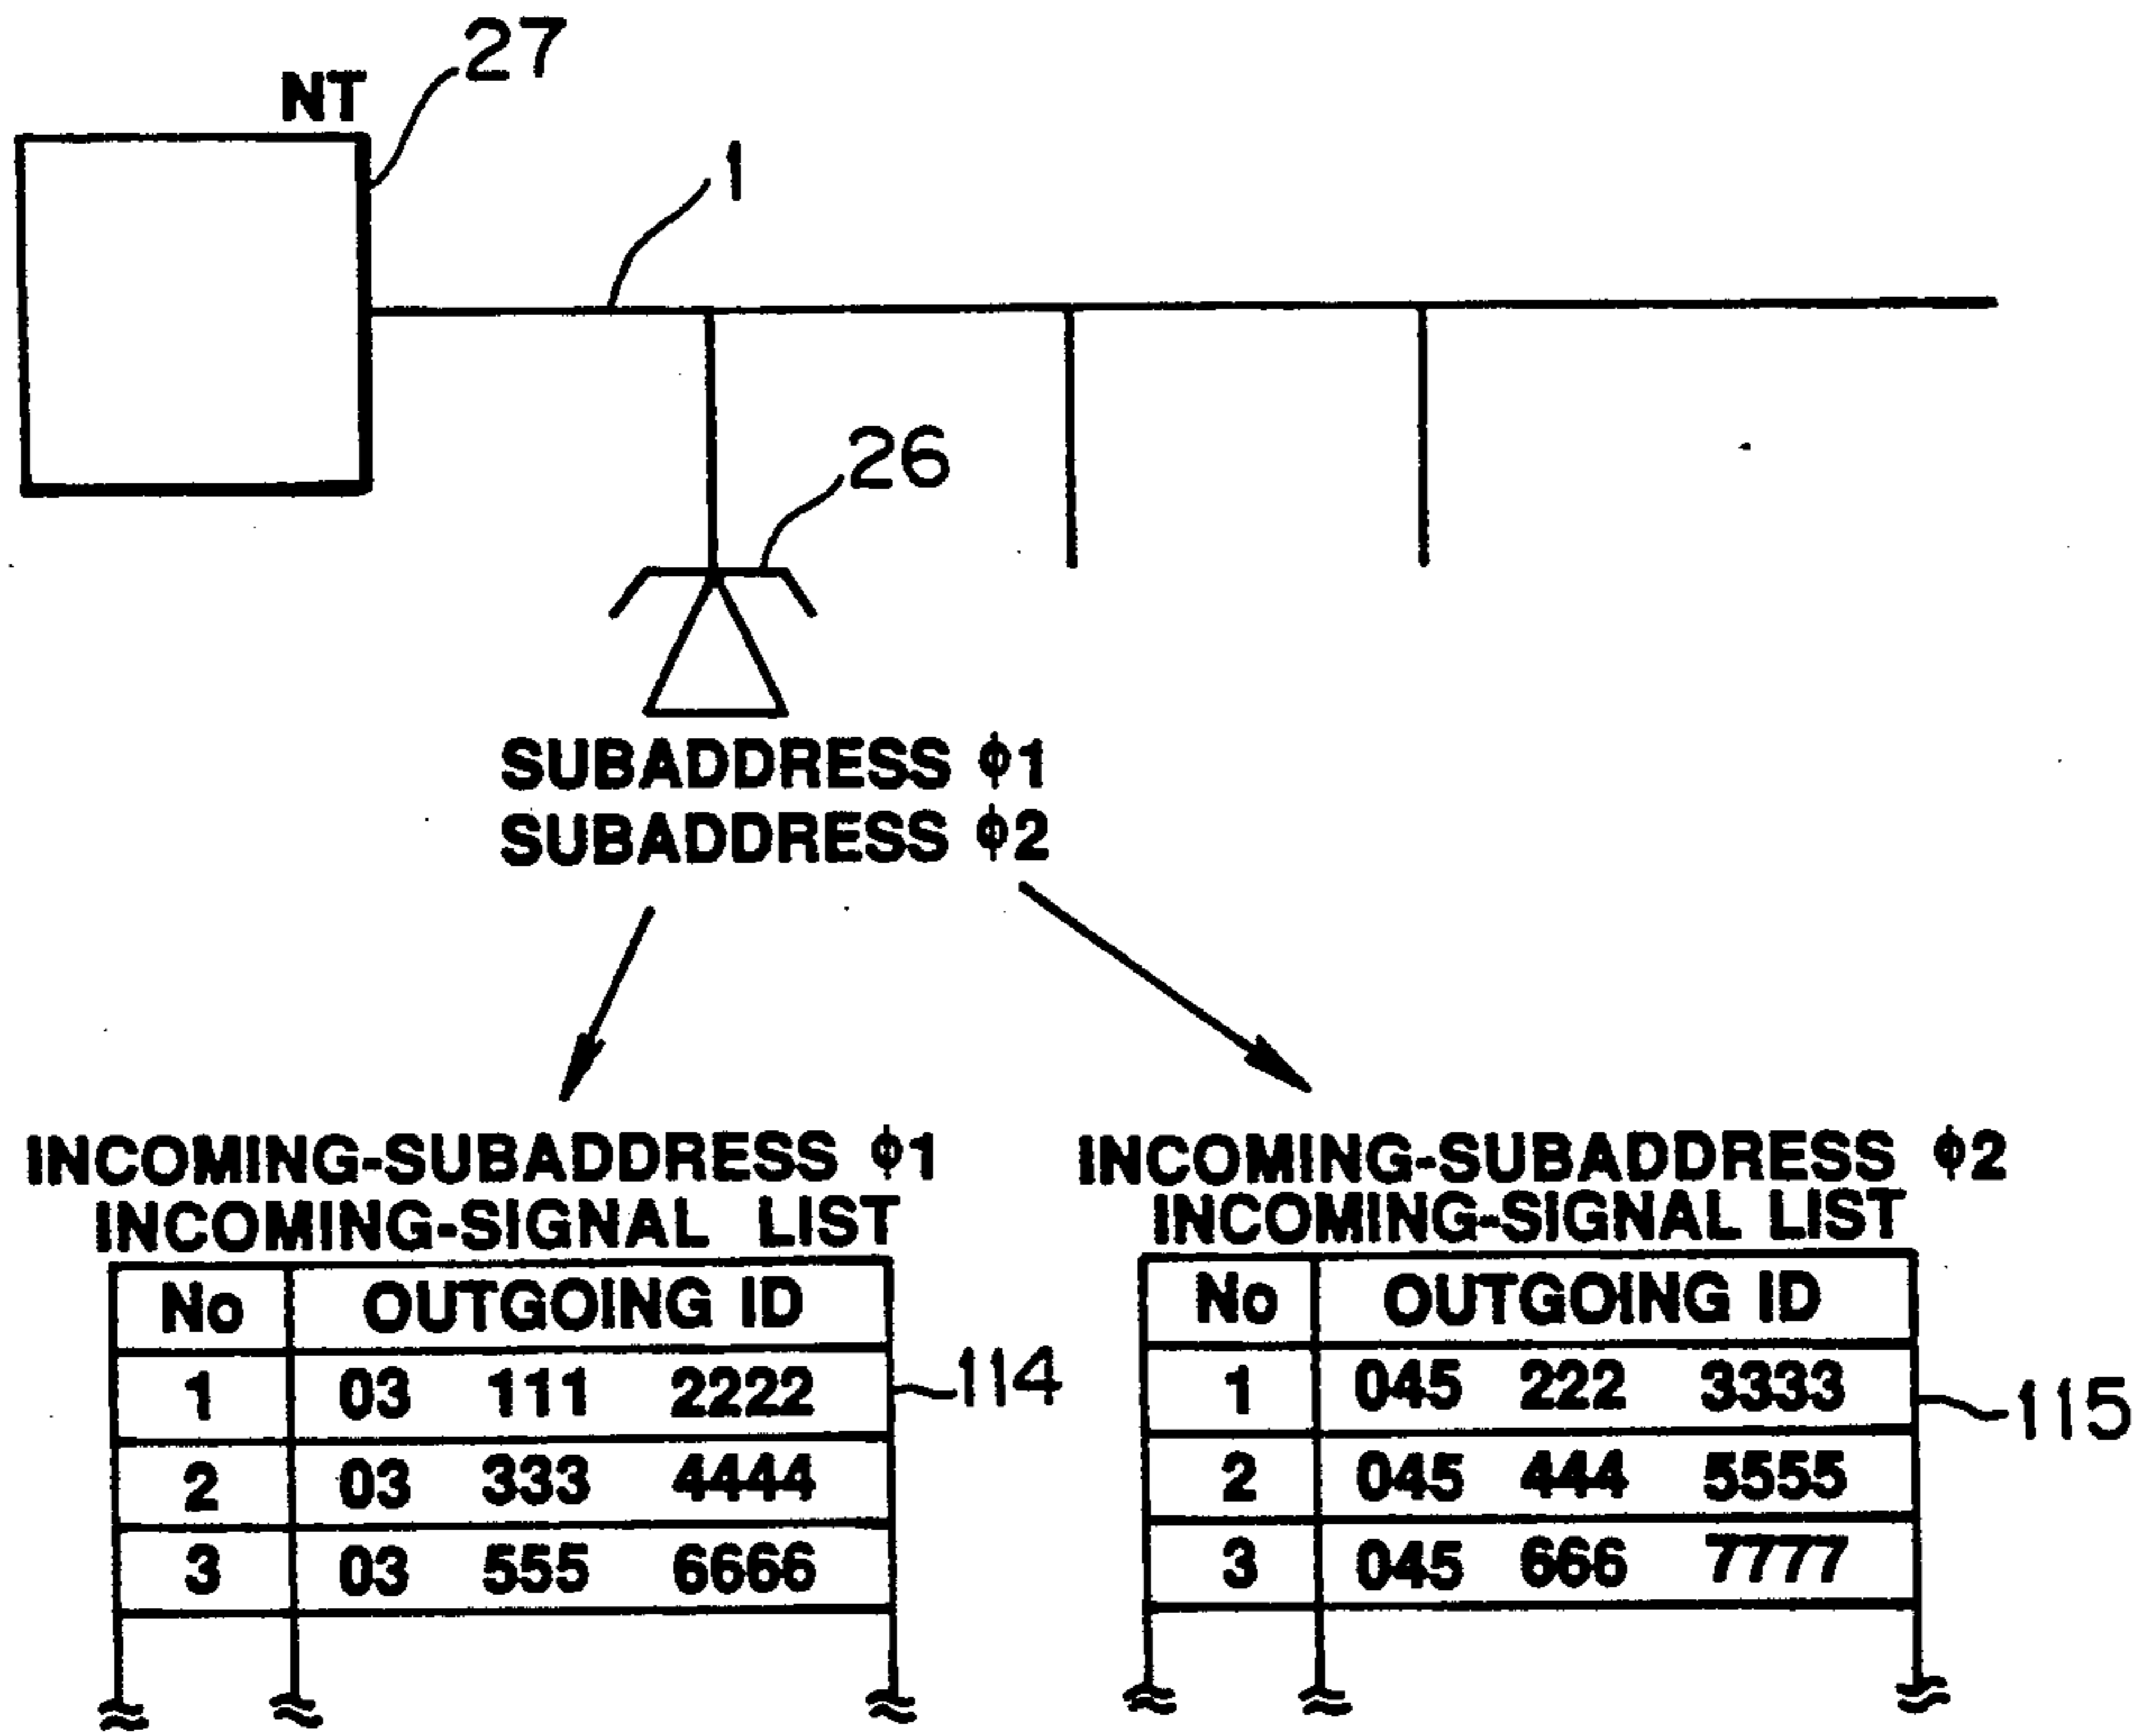 27
NT
1
26
SUBADDRESS φ1
SUBADDRESS φ2
INCOMING-SUBADDRESS φ1
INCOMING-SIGNAL LIST
No OUTGOING ID
1 03 111 2222
2 03 333 4444
3 03 555 6666
114
INCOMING-SUBADDRESS φ2
INCOMING-SIGNAL LIST
No OUTGOING ID
1 045 222 3333
2 045 444 5555
3 045 666 7777
115